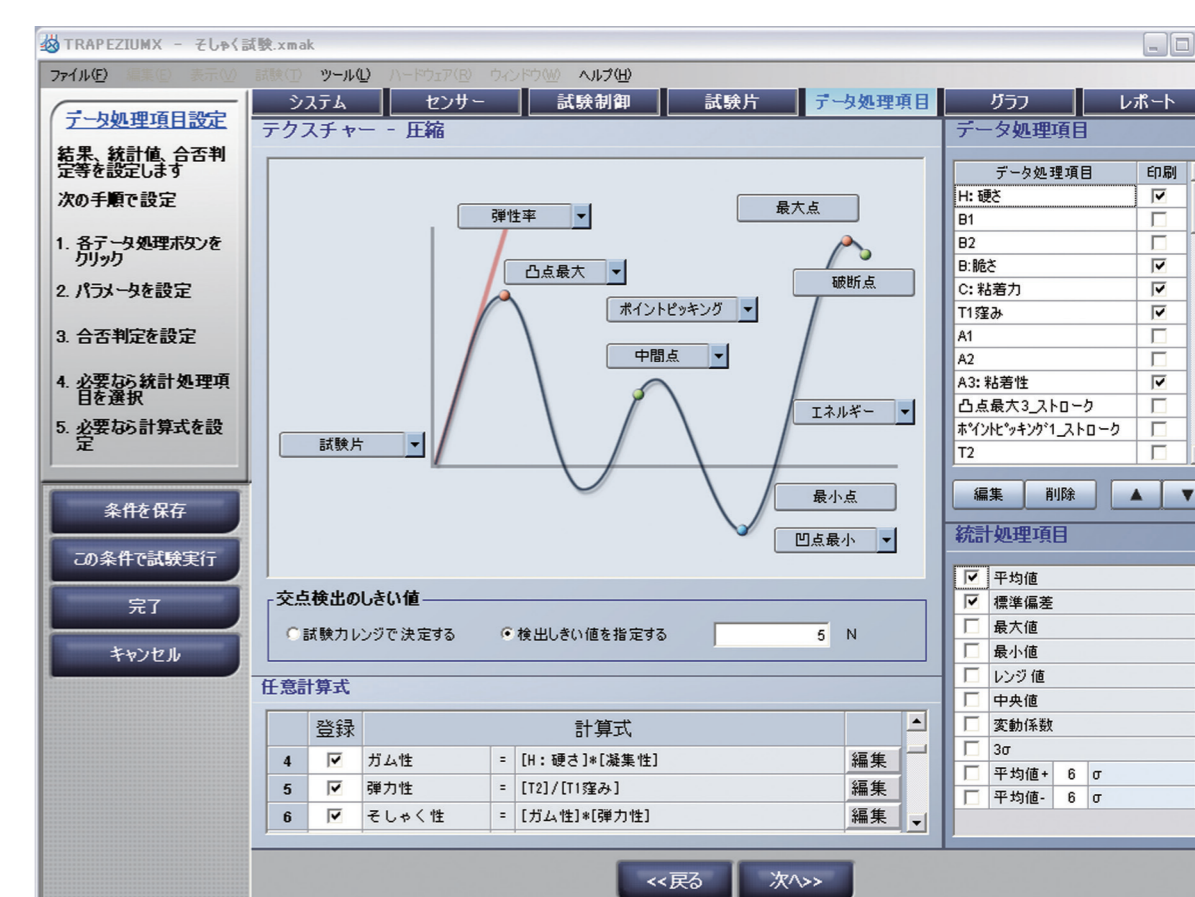 TRAPEZIUMX - そしゃく試験.xmak
ファイル(F) 編集(E) 表示(V) 試験(T) ツール(L) ハードウェア(R) ウィンドウ(W) ヘルプ(H)
システム センサー 試験制御 試験片 データ処理項目 グラフ レポート
データ処理項目設定
結果、統計値、合否判
定等を設定します
次の手順で設定
1. 各データ処理ボタンを
クリック
2. パラメータを設定
3. 合否判定を設定
4. 必要なら統計処理項
目を選択
5. 必要なら計算式を設
定
条件を保存
この条件で試験実行
完了
キャンセル
テクスチャー - 圧縮
弾性率
最大点
凸点最大
破断点
ポイントピッキング
中間点
エネルギー
試験片
最小点
凹点最小
交点検出のしきい値
試験力レンジで決定する 検出しきい値を指定する 5 N
任意計算式
登録 計算式
4 ガム性 = [H:硬さ]*[凝集性] 編集
5 弾力性 = [T2]/[T1窪み] 編集
6 そしゃく性 = [ガム性]*[弾力性] 編集
データ処理項目
データ処理項目 印刷
H: 硬さ
B1
B2
B:脆さ
C: 粘着力
T1窪み
A1
A2
A3: 粘着性
凸点最大3_ストローク
ポイントピッキング1_ストローク
T2
編集 削除 ▲ ▼
統計処理項目
平均値
標準偏差
最大値
最小値
レンジ値
中央値
変動係数
3σ
平均値+ 6 σ
平均値- 6 σ
<<戻る 次へ>>